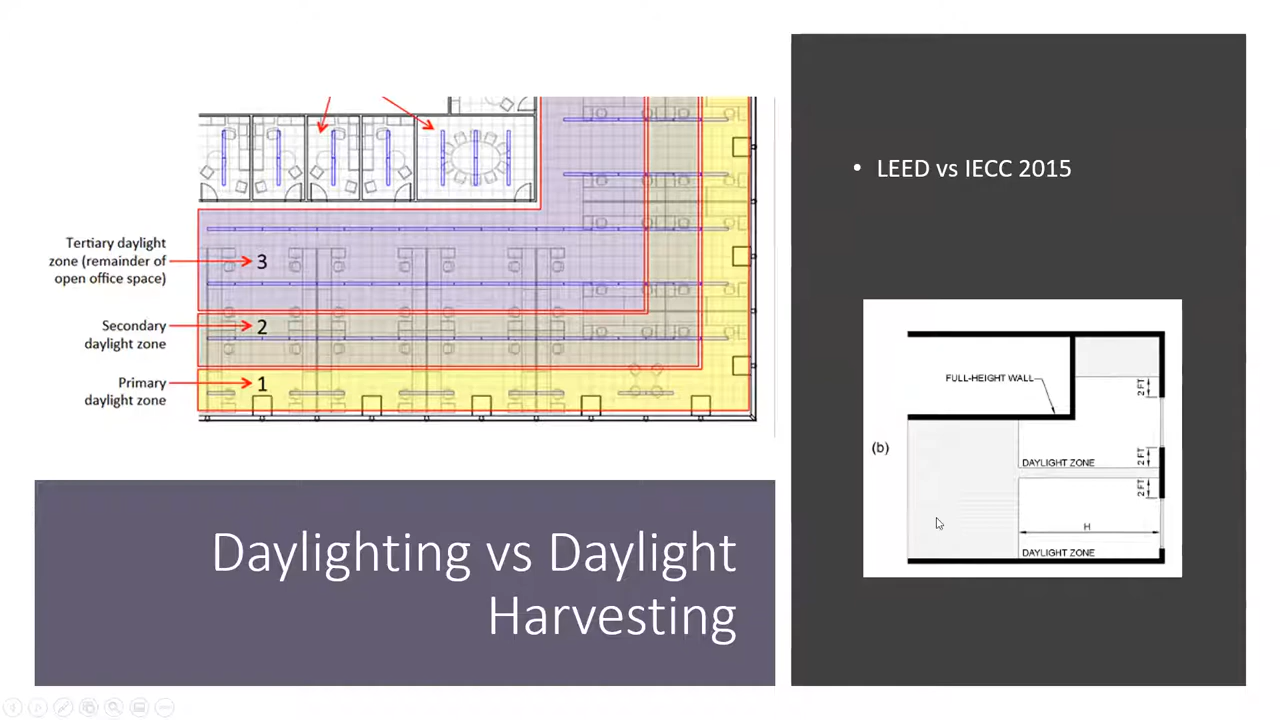 Tertiary daylight
zone (remainder of
open office space)
3
Secondary
daylight zone
2
Primary
daylight zone
1
Daylighting vs Daylight
Harvesting
• LEED vs IECC 2015
FULL-HEIGHT WALL
2 FT
(b)
DAYLIGHT ZONE
2 FT
2 FT
H
DAYLIGHT ZONE